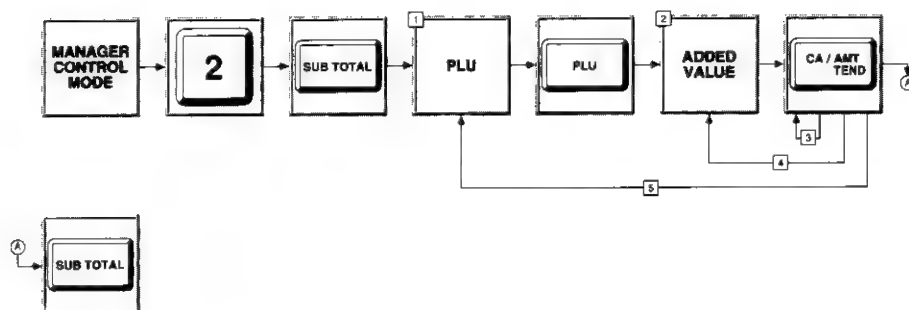 1
2
MANAGER
CONTROL
MODE
2
SUB TOTAL
PLU
PLU
ADDED
VALUE
CA / AMT
TEND
A
3
4
5
A
SUB TOTAL